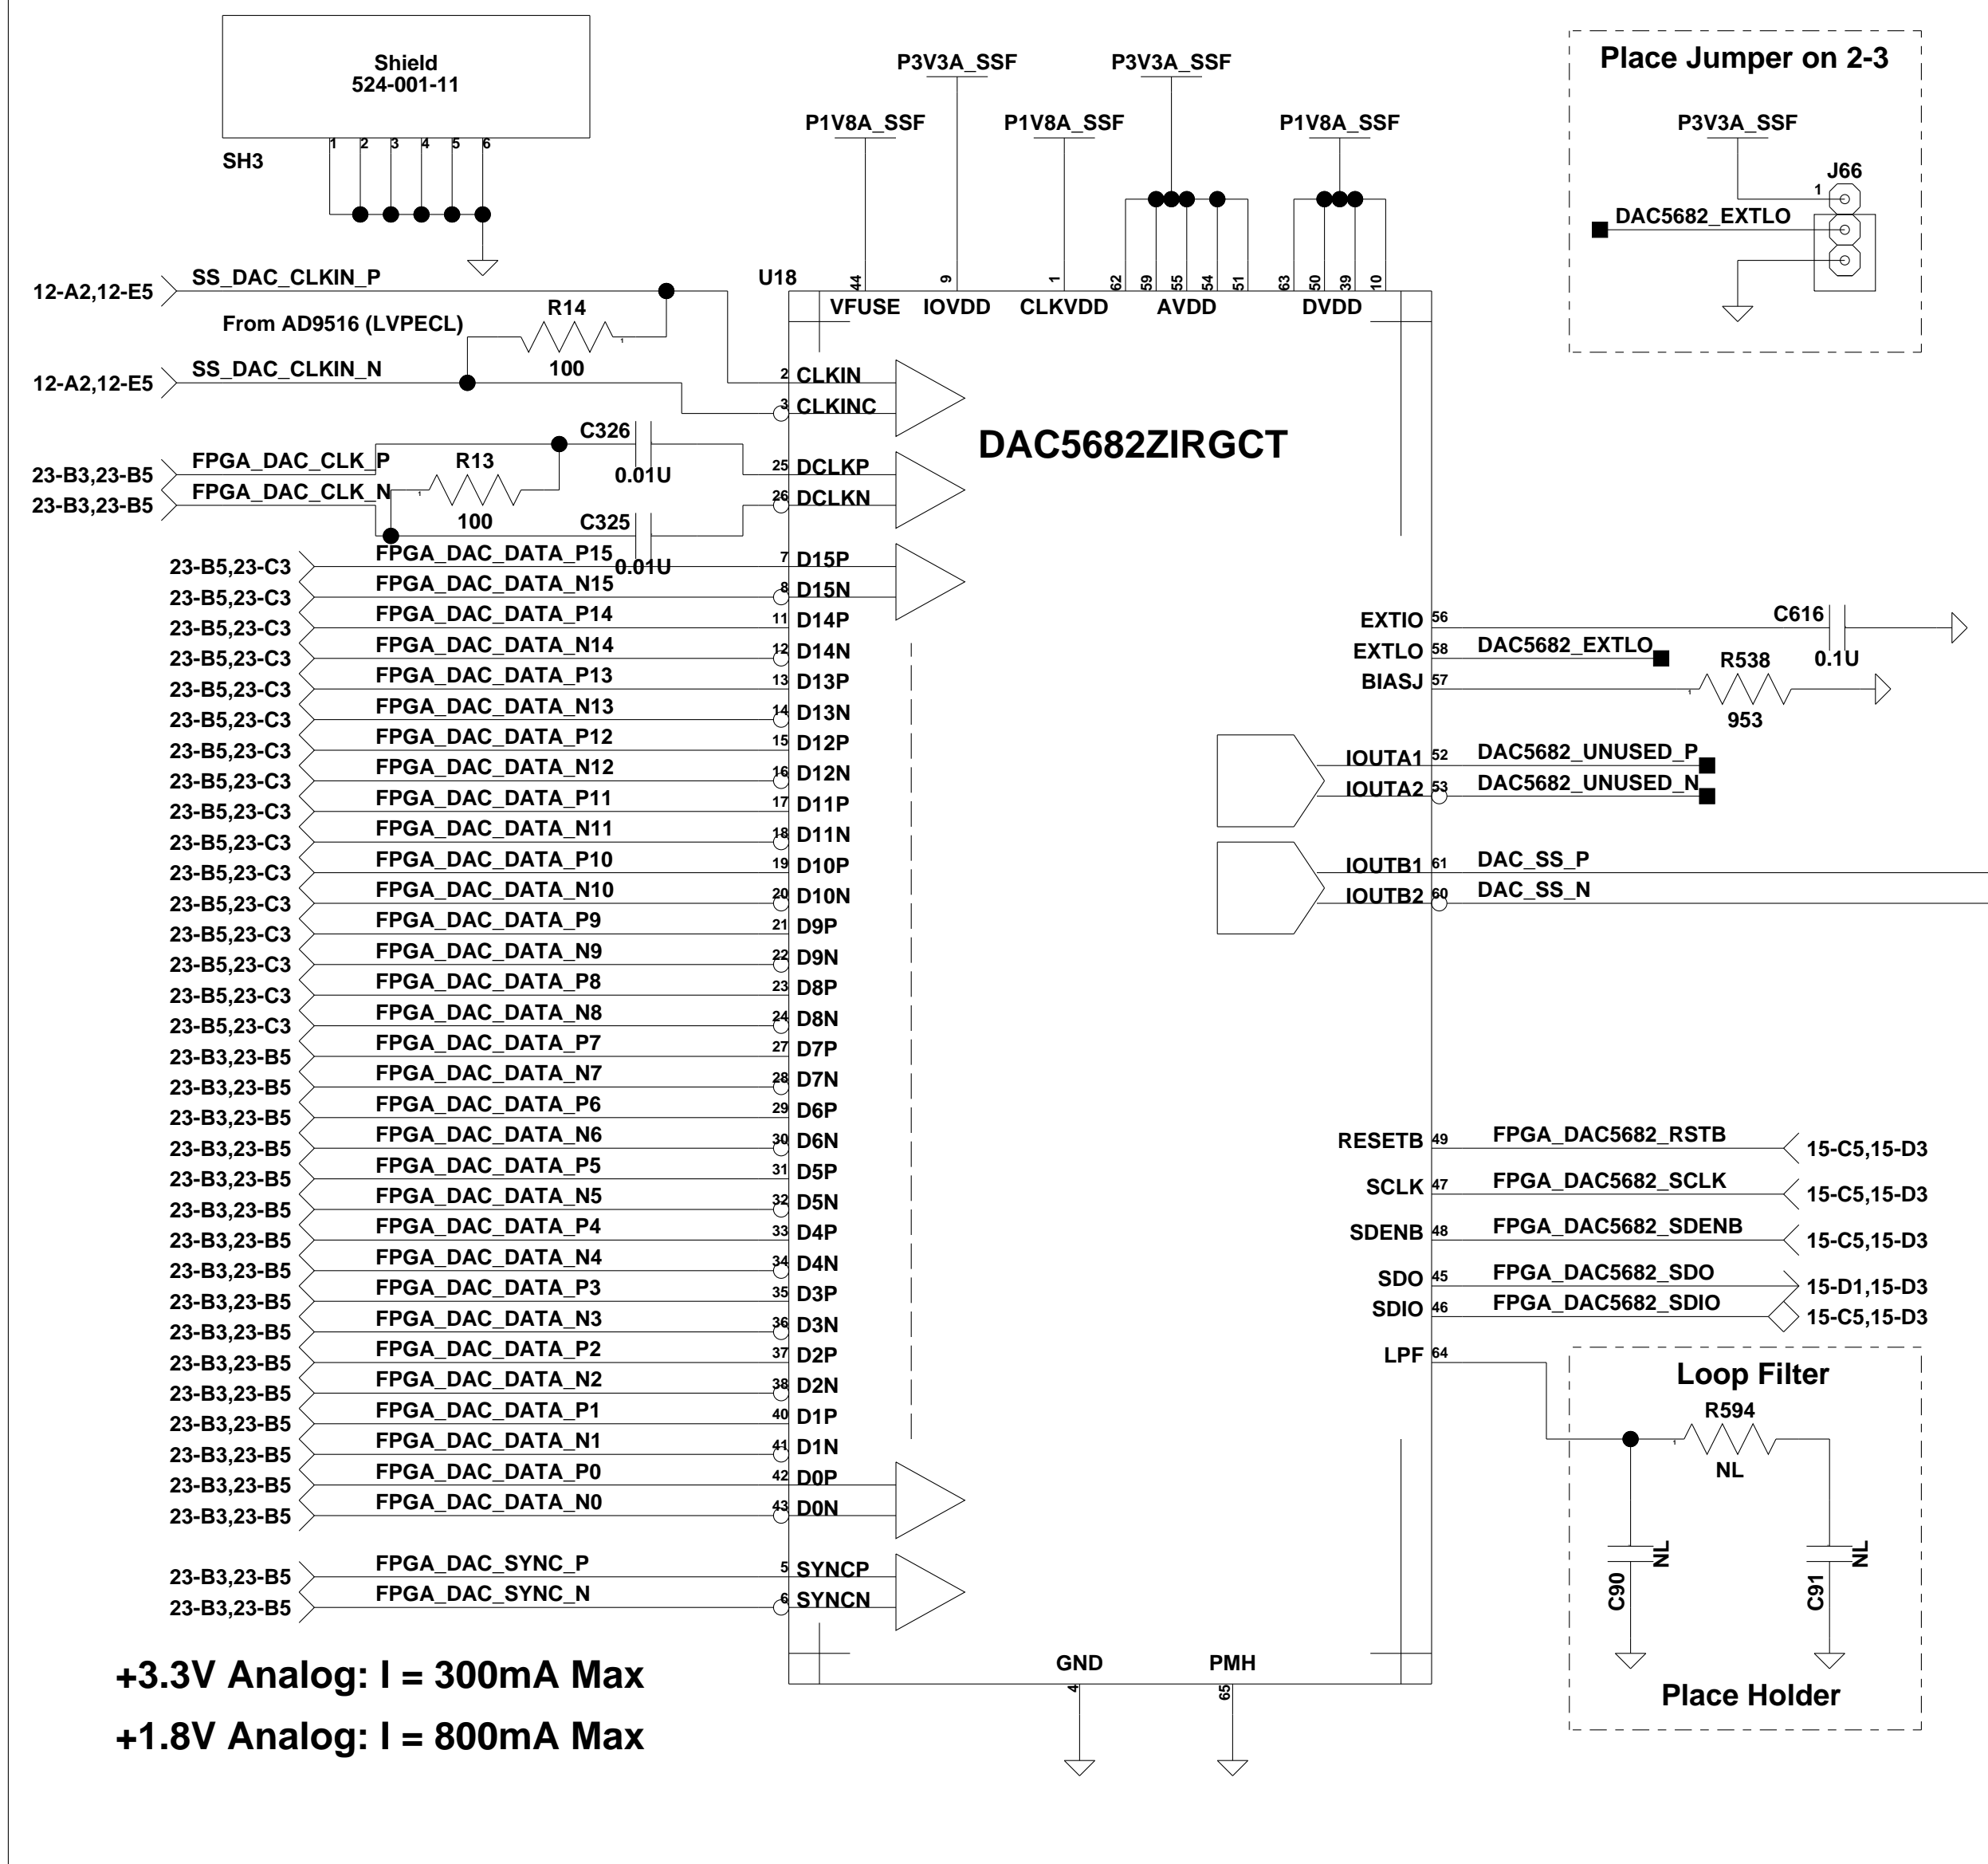 Shield
524-001-11
1 2 3 4 5 6
SH3
P3V3A_SSF
P3V3A_SSF
P1V8A_SSF
P1V8A_SSF
P1V8A_SSF
Place Jumper on 2-3
P3V3A_SSF
J66
1
DAC5682_EXTLO
U18
44 9 1 62 59 55 54 51 63 50 39 10
VFUSE IOVDD CLKVDD AVDD DVDD
12-A2,12-E5 SS_DAC_CLKIN_P
R14
From AD9516 (LVPECL)
1
100
12-A2,12-E5 SS_DAC_CLKIN_N
2 CLKIN
3 CLKINC
DAC5682ZIRGCT
C326
0.01U
23-B3,23-B5 FPGA_DAC_CLK_P
R13
1
100
25 DCLKP
23-B3,23-B5 FPGA_DAC_CLK_N
26 DCLKN
C325
0.01U
23-B5,23-C3 FPGA_DAC_DATA_P15 7 D15P
23-B5,23-C3 FPGA_DAC_DATA_N15 8 D15N
23-B5,23-C3 FPGA_DAC_DATA_P14 11 D14P
23-B5,23-C3 FPGA_DAC_DATA_N14 12 D14N
23-B5,23-C3 FPGA_DAC_DATA_P13 13 D13P
23-B5,23-C3 FPGA_DAC_DATA_N13 14 D13N
23-B5,23-C3 FPGA_DAC_DATA_P12 15 D12P
23-B5,23-C3 FPGA_DAC_DATA_N12 16 D12N
23-B5,23-C3 FPGA_DAC_DATA_P11 17 D11P
23-B5,23-C3 FPGA_DAC_DATA_N11 18 D11N
23-B5,23-C3 FPGA_DAC_DATA_P10 19 D10P
23-B5,23-C3 FPGA_DAC_DATA_N10 20 D10N
23-B5,23-C3 FPGA_DAC_DATA_P9 21 D9P
23-B5,23-C3 FPGA_DAC_DATA_N9 22 D9N
23-B5,23-C3 FPGA_DAC_DATA_P8 23 D8P
23-B5,23-C3 FPGA_DAC_DATA_N8 24 D8N
23-B3,23-B5 FPGA_DAC_DATA_P7 27 D7P
23-B3,23-B5 FPGA_DAC_DATA_N7 28 D7N
23-B3,23-B5 FPGA_DAC_DATA_P6 29 D6P
23-B3,23-B5 FPGA_DAC_DATA_N6 30 D6N
23-B3,23-B5 FPGA_DAC_DATA_P5 31 D5P
23-B3,23-B5 FPGA_DAC_DATA_N5 32 D5N
23-B3,23-B5 FPGA_DAC_DATA_P4 33 D4P
23-B3,23-B5 FPGA_DAC_DATA_N4 34 D4N
23-B3,23-B5 FPGA_DAC_DATA_P3 35 D3P
23-B3,23-B5 FPGA_DAC_DATA_N3 36 D3N
23-B3,23-B5 FPGA_DAC_DATA_P2 37 D2P
23-B3,23-B5 FPGA_DAC_DATA_N2 38 D2N
23-B3,23-B5 FPGA_DAC_DATA_P1 40 D1P
23-B3,23-B5 FPGA_DAC_DATA_N1 41 D1N
23-B3,23-B5 FPGA_DAC_DATA_P0 42 D0P
23-B3,23-B5 FPGA_DAC_DATA_N0 43 D0N
23-B3,23-B5 FPGA_DAC_SYNC_P 5 SYNCP
23-B3,23-B5 FPGA_DAC_SYNC_N 6 SYNCN
EXTIO 56
C616
0.1U
EXTLO 58 DAC5682_EXTLO
BIASJ 57
R538
1
953
IOUTA1 52 DAC5682_UNUSED_P
IOUTA2 53 DAC5682_UNUSED_N
IOUTB1 61 DAC_SS_P
IOUTB2 60 DAC_SS_N
RESETB 49 FPGA_DAC5682_RSTB 15-C5,15-D3
SCLK 47 FPGA_DAC5682_SCLK 15-C5,15-D3
SDENB 48 FPGA_DAC5682_SDENB 15-C5,15-D3
SDO 45 FPGA_DAC5682_SDO 15-D1,15-D3
SDIO 46 FPGA_DAC5682_SDIO 15-C5,15-D3
LPF 64
Loop Filter
R594
1
NL
C90 NL
C91 NL
Place Holder
GND PMH
4 65
+3.3V Analog: I = 300mA Max
+1.8V Analog: I = 800mA Max